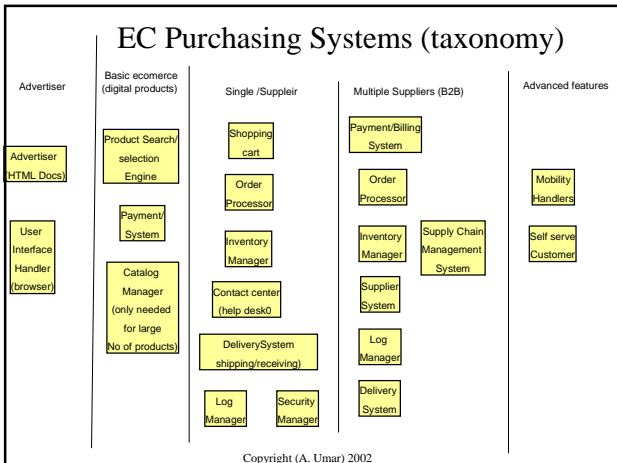 EC Purchasing Systems (taxonomy)
Advertiser
Advertiser
(HTML Docs)
User
Interface
Handler
(browser)
Basic ecomerce
(digital products)
Product Search/
selection
Engine
Payment/
System
Catalog
Manager
(only needed
for large
No of products)
Single /Suppleir
Shopping
cart
Order
Processor
Inventory
Manager
Contact center
(help desk0
DeliverySystem
shipping/receiving)
Log
Manager
Security
Manager
Multiple Suppliers (B2B)
Payment/Billing
System
Order
Processor
Inventory
Manager
Supply Chain
Management
System
Supplier
System
Log
Manager
Delivery
System
Advanced features
Mobility
Handlers
Self serve
Customer
Copyright (A. Umar) 2002